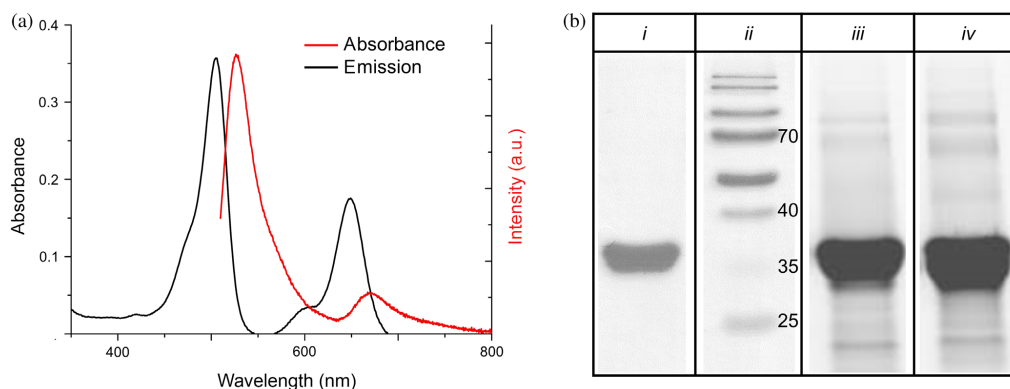 (a)
0.4
0.3
0.2
0.1
Absorbance
Absorbance
Emission
Intensity (a.u.)
400
600
800
Wavelength (nm)
(b)
i
ii
iii
iv
70
40
35
25